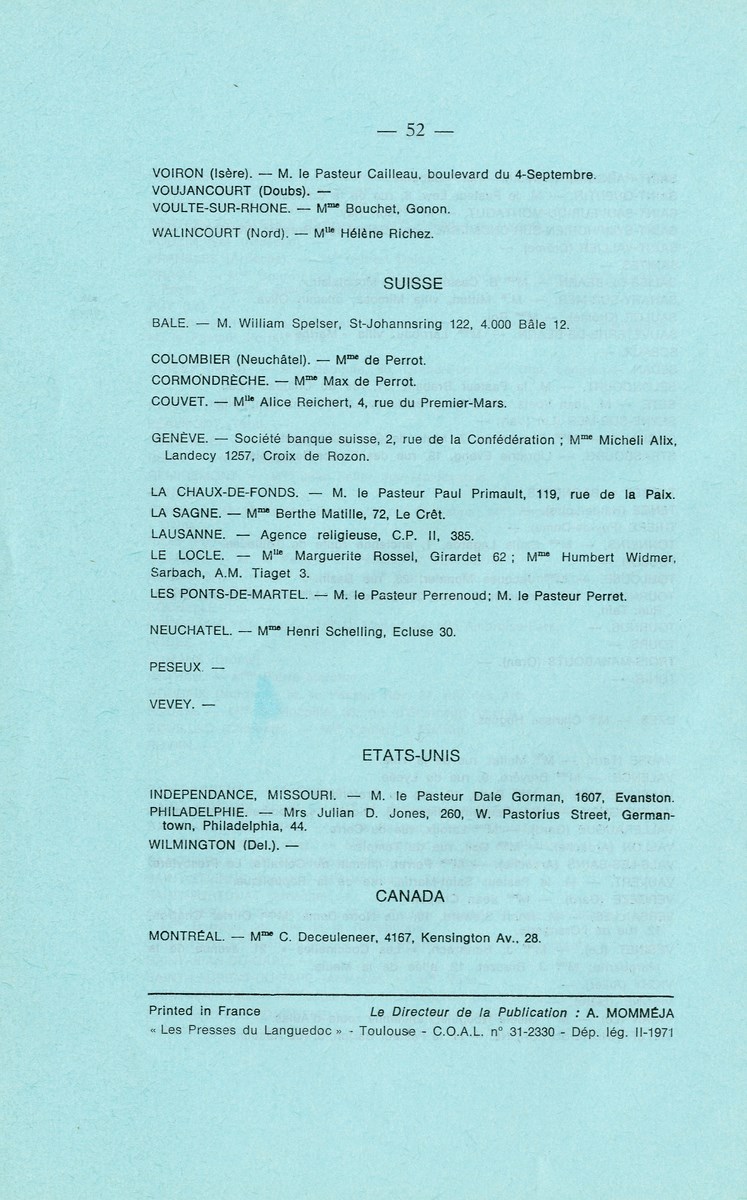 — 52 —
VOIRON (Isère). — M. le Pasteur Cailleau, boulevard du 4-Septembre.
VOUJANCOURT (Doubs). —
VOULTE-SUR-RHONE. — Mme Bouchet, Gonon.
WALINCOURT (Nord). — Mlle Hélène Richez.
SUISSE
BALE. — M. William Speiser, St-Johannsring 122, 4.000 Bâle 12.
COLOMBIER (Neuchâtel). — Mme de Perrot.
CORMONDRÈCHE. — Mme Max de Perrot.
COUVET. — Mlle Alice Reichert, 4, rue du Premier-Mars.
GENÈVE. — Société banque suisse, 2, rue de la Confédération ; Mme Micheli Alix,
Landecy 1257, Croix de Rozon.
LA CHAUX-DE-FONDS. — M. le Pasteur Paul Primault, 119, rue de la Paix.
LA SAGNE. — Mme Berthe Matille, 72, Le Crêt.
LAUSANNE. — Agence religieuse, C.P. II, 385.
LE LOCLE. — Mlle Marguerite Rossel, Girardet 62 ; Mme Humbert Widmer,
Sarbach, A.M. Tiaget 3.
LES PONTS-DE-MARTEL. — M. le Pasteur Perrenoud; M. le Pasteur Perret.
NEUCHATEL. — Mme Henri Schelling, Ecluse 30.
PESEUX. —
VEVEY. —
ETATS-UNIS
INDEPENDANCE, MISSOURI. — M. le Pasteur Dale Gorman, 1607, Evanston.
PHILADELPHIE. — Mrs Julian D. Jones, 260, W. Pastorius Street, German-
town, Philadelphia, 44.
WILMINGTON (Del.). —
CANADA
MONTRÉAL. — Mme C. Deceuleneer, 4167, Kensington Av., 28.
Printed in France Le Directeur de la Publication : A. MOMMÉJA
« Les Presses du Languedoc » - Toulouse - C.O.A.L. n° 31-2330 - Dép. lég. II-1971